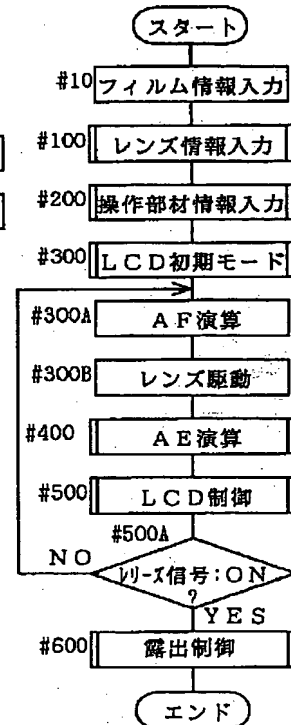 スタート
#10 フィルム情報入力
#100 レンズ情報入力
#200 操作部材情報入力
#300 LCD初期モード
#300A AF演算
#300B レンズ駆動
#400 AE演算
#500 LCD制御
#500A
NO レリーズ信号:ON
?
YES
#600 露出制御
エンド